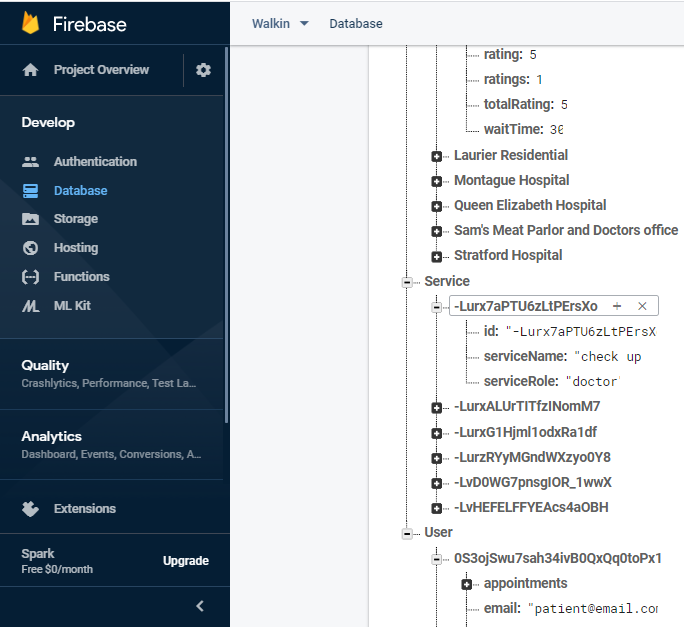 Firebase
Walkin
Database
Project Overview
Develop
Authentication
Database
Storage
Hosting
Functions
ML Kit
Quality
Crashlytics, Performance, Test La...
Analytics
Dashboard, Events, Conversions, A...
Extensions
Spark
Free $0/month
Upgrade
rating: 5
ratings: 1
totalRating: 5
waitTime: 30
Laurier Residential
Montague Hospital
Queen Elizabeth Hospital
Sam's Meat Parlor and Doctors office
Stratford Hospital
Service
-Lurx7aPTU6zLtPErsXo
id: "-Lurx7aPTU6zLtPErsX
serviceName: "check up
serviceRole: "doctor'
-LurxALUrTITfzINomM7
-LurxG1Hjml1odxRa1df
-LurzRYyMGndWXzyo0Y8
-LvD0WG7pnsgIOR_1wwX
-LvHEFELFFYEAcs4aOBH
User
0S3ojSwu7sah34ivB0QxQq0toPx1
appointments
email: "patient@email.com